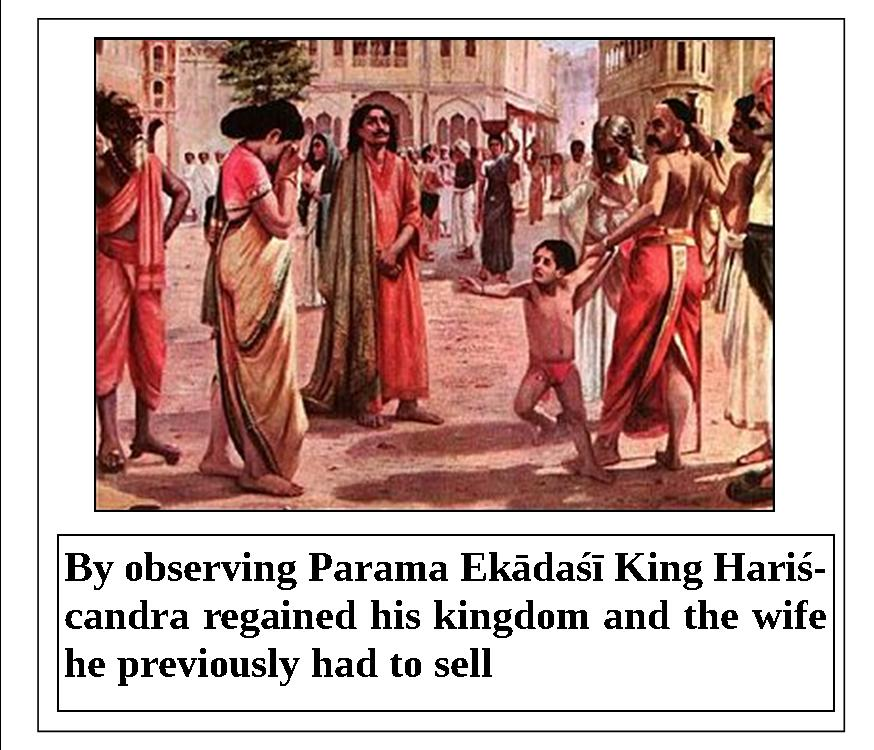 By observing Parama Ekādaśī King Hariś-
candra regained his kingdom and the wife
he previously had to sell